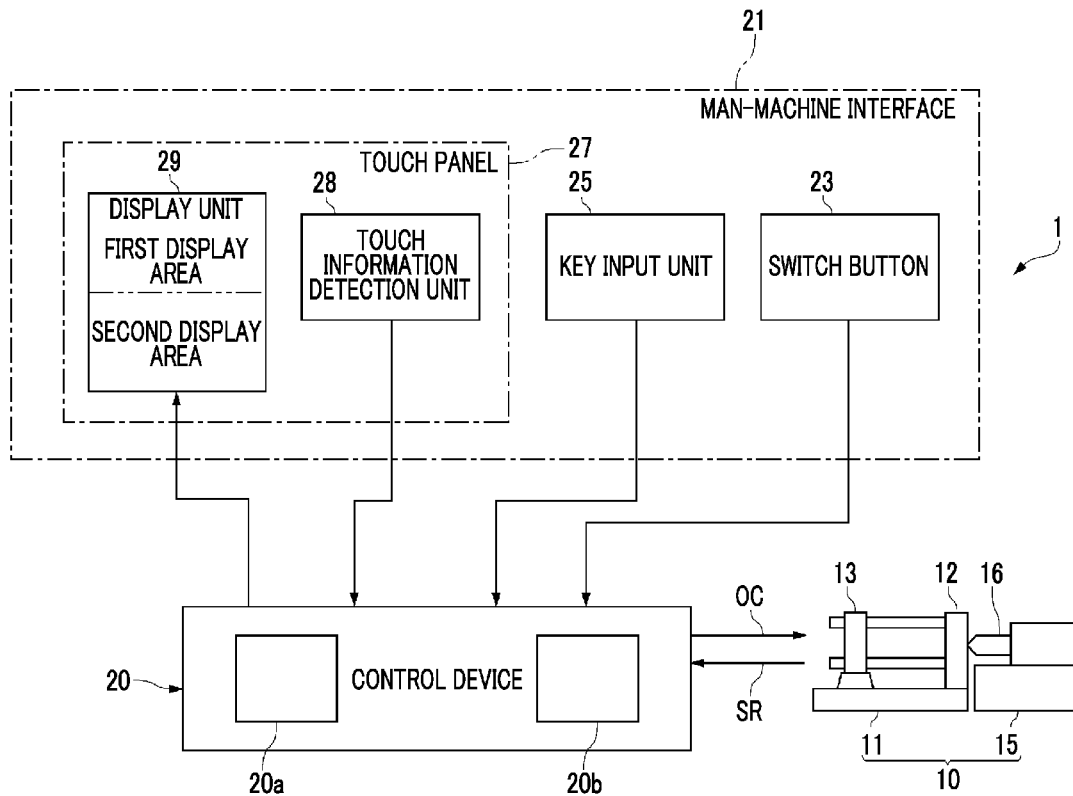 21
MAN-MACHINE INTERFACE
27
TOUCH PANEL
29
DISPLAY UNIT
FIRST DISPLAY
AREA
SECOND DISPLAY
AREA
28
TOUCH
INFORMATION
DETECTION UNIT
25
KEY INPUT UNIT
23
SWITCH BUTTON
1
20
CONTROL DEVICE
20a
20b
OC
SR
13
12
16
11
15
10